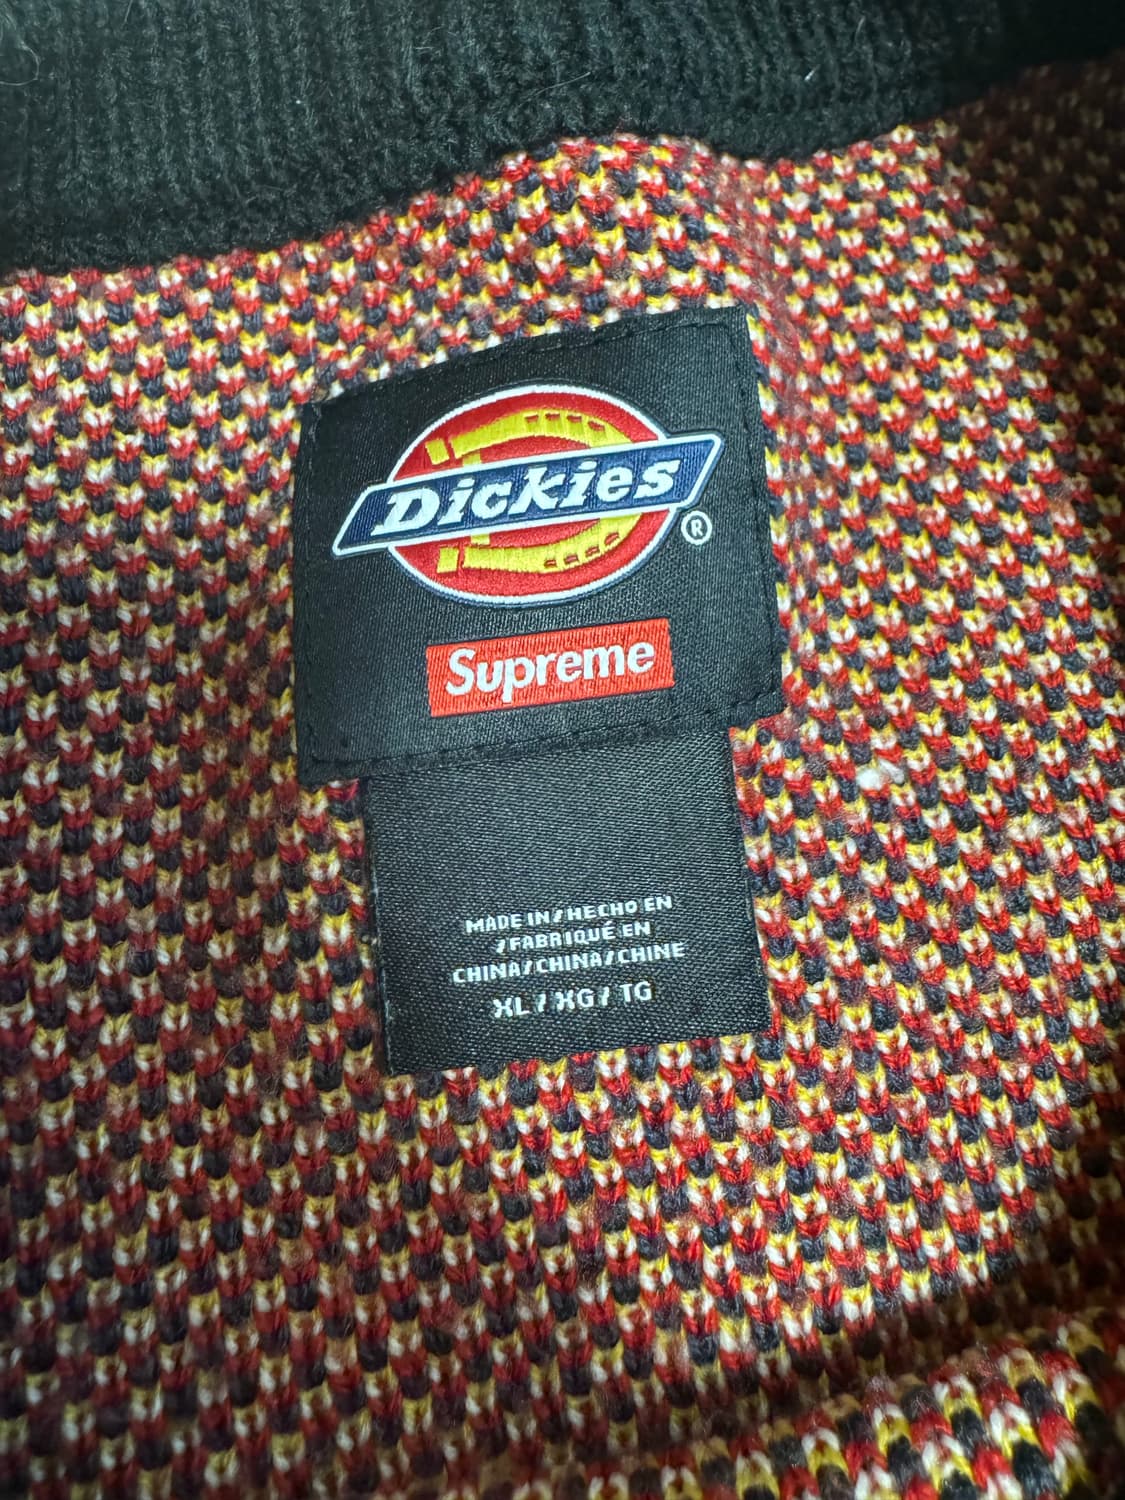 Dickies
®
Supreme
MADE IN/HECHO EN
/FABRIQUÉ EN
CHINA/CHINA/CHINE
XL / XG / TG